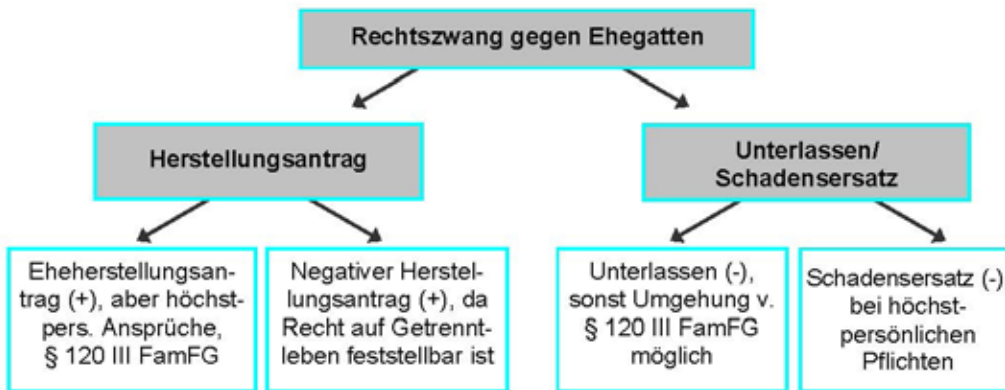 Rechtszwang gegen Ehegatten
Herstellungsantrag
Unterlassen/
Schadensersatz
Eheherstellungsan-
trag (+), aber höchst-
pers. Ansprüche,
§ 120 III FamFG
Negativer Herstel-
lungsantrag (+), da
Recht auf Getrennt-
leben feststellbar ist
Unterlassen (-),
sonst Umgehung v.
§ 120 III FamFG
möglich
Schadensersatz (-)
bei höchst-
persönlichen
Pflichten